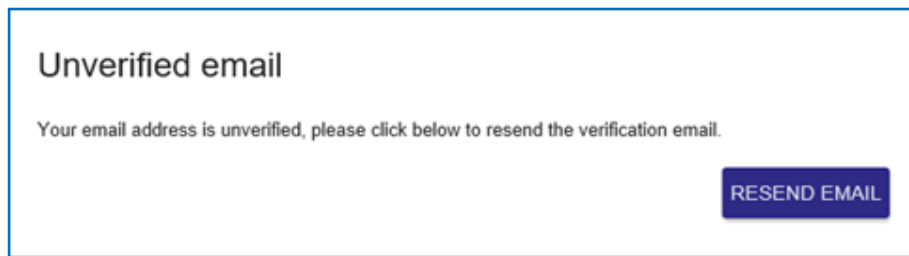 Unverified email
Your email address is unverified, please click below to resend the verification email.
RESEND EMAIL